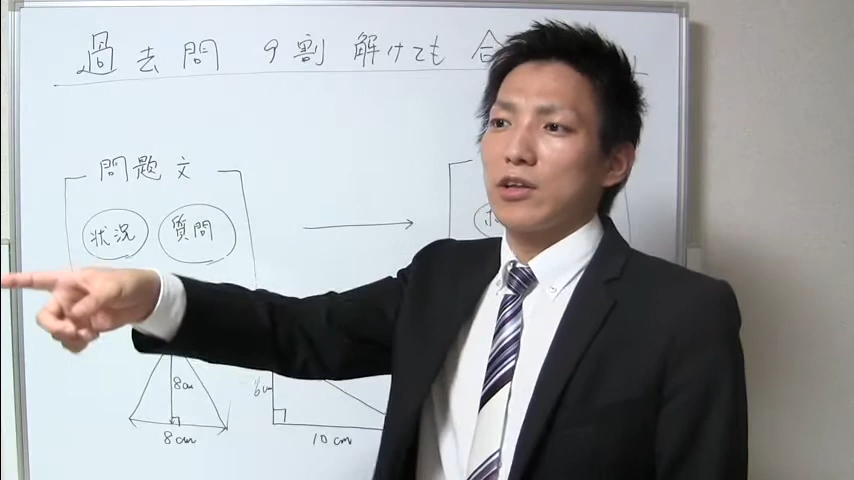 過去問 9割 解けても 合
問題文
状況 質問
8cm
8cm
6cm
10cm